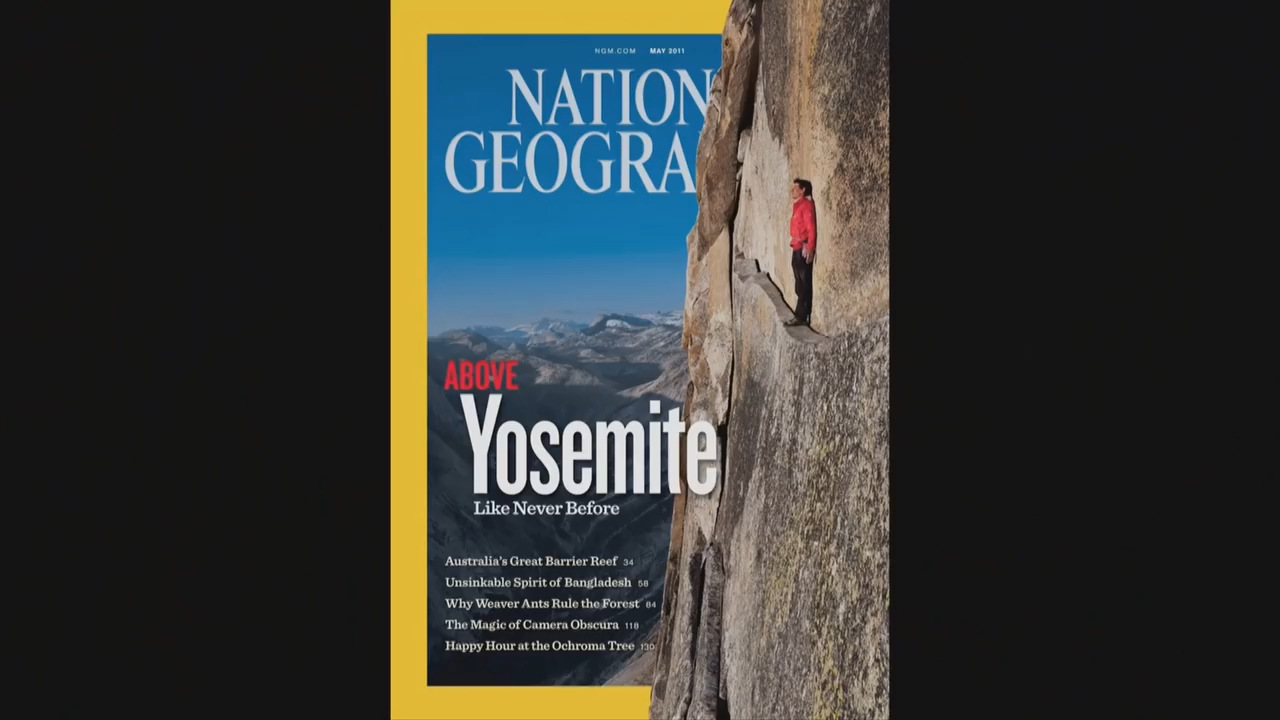 NGM.COM MAY 2011
NATION
GEOGRA
ABOVE
Yosemite
Like Never Before
Australia's Great Barrier Reef 34
Unsinkable Spirit of Bangladesh 58
Why Weaver Ants Rule the Forest 84
The Magic of Camera Obscura 118
Happy Hour at the Ochroma Tree 130